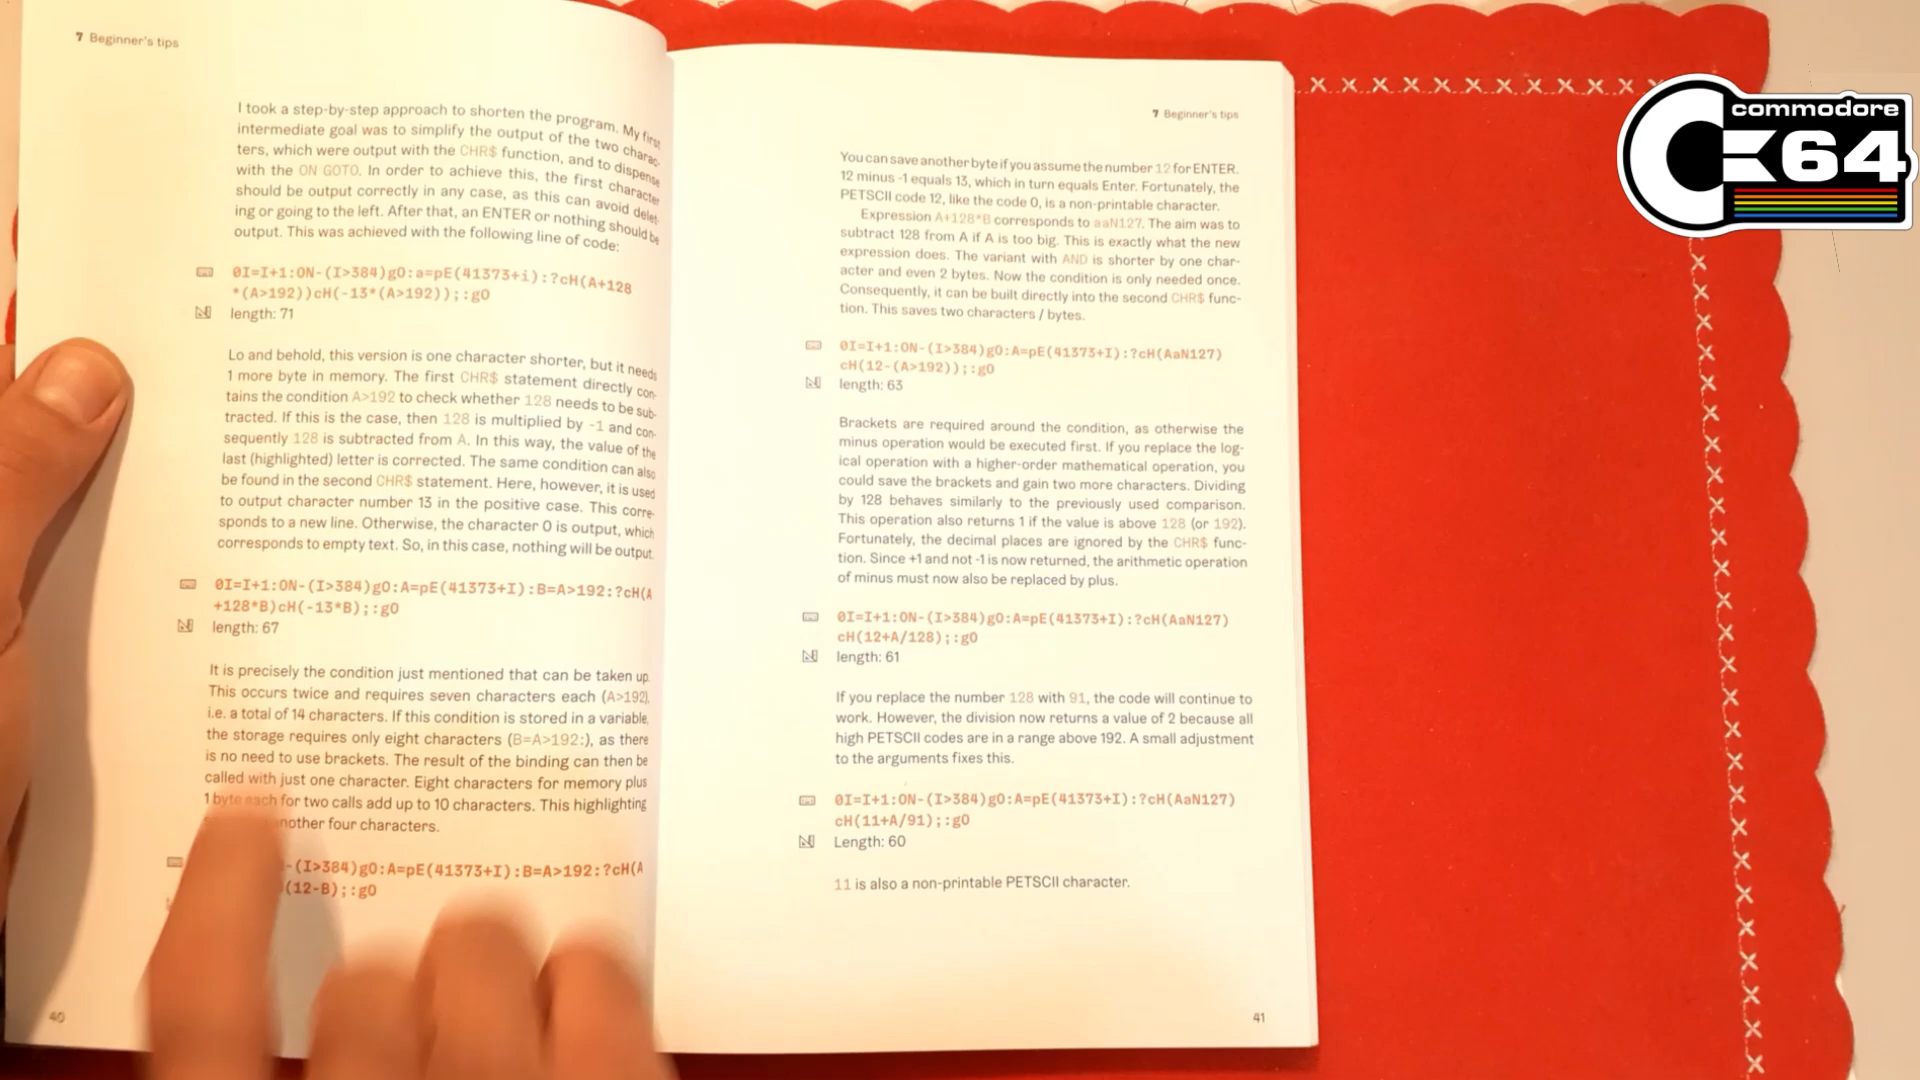 7 Beginner's tips
I took a step-by-step approach to shorten the program. My first
intermediate goal was to simplify the output of the two charac-
ters, which were output with the CHR$ function, and to dispense
with the ON GOTO. In order to achieve this, the first character
should be output correctly in any case, as this can avoid delet-
ing or going to the left. After that, an ENTER or nothing should be
output. This was achieved with the following line of code:
0I=I+1:ON-(I>384)gO:a=pE(41373+i):?cH(A+128
*(A>192))cH(-13*(A>192));:gO
length: 71
Lo and behold, this version is one character shorter, but it needs
1 more byte in memory. The first CHR$ statement directly con-
tains the condition A>192 to check whether 128 needs to be sub-
tracted. If this is the case, then 128 is multiplied by -1 and con-
sequently 128 is subtracted from A. In this way, the value of the
last (highlighted) letter is corrected. The same condition can also
be found in the second CHR$ statement. Here, however, it is used
to output character number 13 in the positive case. This corre-
sponds to a new line. Otherwise, the character 0 is output, which
corresponds to empty text. So, in this case, nothing will be output.
0I=I+1:ON-(I>384)gO:A=pE(41373+I):B=A>192:?cH(A
+128*B)cH(-13*B);:gO
length: 67
It is precisely the condition just mentioned that can be taken up.
This occurs twice and requires seven characters each (A>192),
i.e. a total of 14 characters. If this condition is stored in a variable,
the storage requires only eight characters (B=A>192:), as there
is no need to use brackets. The result of the binding can then be
called with just one character. Eight characters for memory plus
1 byte each for two calls add up to 10 characters. This highlighting
another four characters.
-(I>384)gO:A=pE(41373+I):B=A>192:?cH(A
(12-B);:gO
40
7 Beginner's tips
You can save another byte if you assume the number 12 for ENTER.
12 minus -1 equals 13, which in turn equals Enter. Fortunately, the
PETSCII code 12, like the code 0, is a non-printable character.
Expression A+128*B corresponds to aaN127. The aim was to
subtract 128 from A if A is too big. This is exactly what the new
expression does. The variant with AND is shorter by one char-
acter and even 2 bytes. Now the condition is only needed once.
Consequently, it can be built directly into the second CHR$ func-
tion. This saves two characters / bytes.
0I=I+1:ON-(I>384)gO:A=pE(41373+I):?cH(AaN127)
cH(12-(A>192));:gO
length: 63
Brackets are required around the condition, as otherwise the
minus operation would be executed first. If you replace the log-
ical operation with a higher-order mathematical operation, you
could save the brackets and gain two more characters. Dividing
by 128 behaves similarly to the previously used comparison.
This operation also returns 1 if the value is above 128 (or 192).
Fortunately, the decimal places are ignored by the CHR$ func-
tion. Since +1 and not -1 is now returned, the arithmetic operation
of minus must now also be replaced by plus.
0I=I+1:ON-(I>384)gO:A=pE(41373+I):?cH(AaN127)
cH(12+A/128);:gO
length: 61
If you replace the number 128 with 91, the code will continue to
work. However, the division now returns a value of 2 because all
high PETSCII codes are in a range above 192. A small adjustment
to the arguments fixes this.
0I=I+1:ON-(I>384)gO:A=pE(41373+I):?cH(AaN127)
cH(11+A/91);:gO
Length: 60
11 is also a non-printable PETSCII character.
41
commodore
64